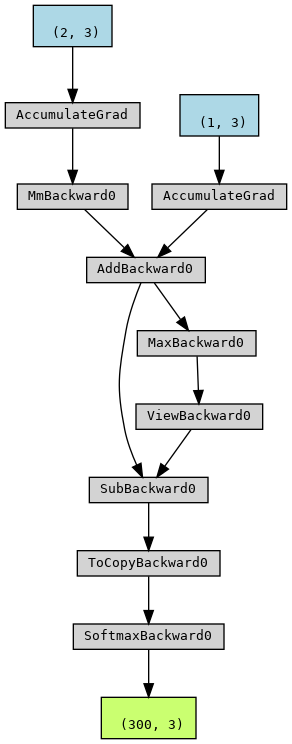 (2, 3)
(1, 3)
AccumulateGrad
MmBackward0
AccumulateGrad
AddBackward0
MaxBackward0
ViewBackward0
SubBackward0
ToCopyBackward0
SoftmaxBackward0
(300, 3)